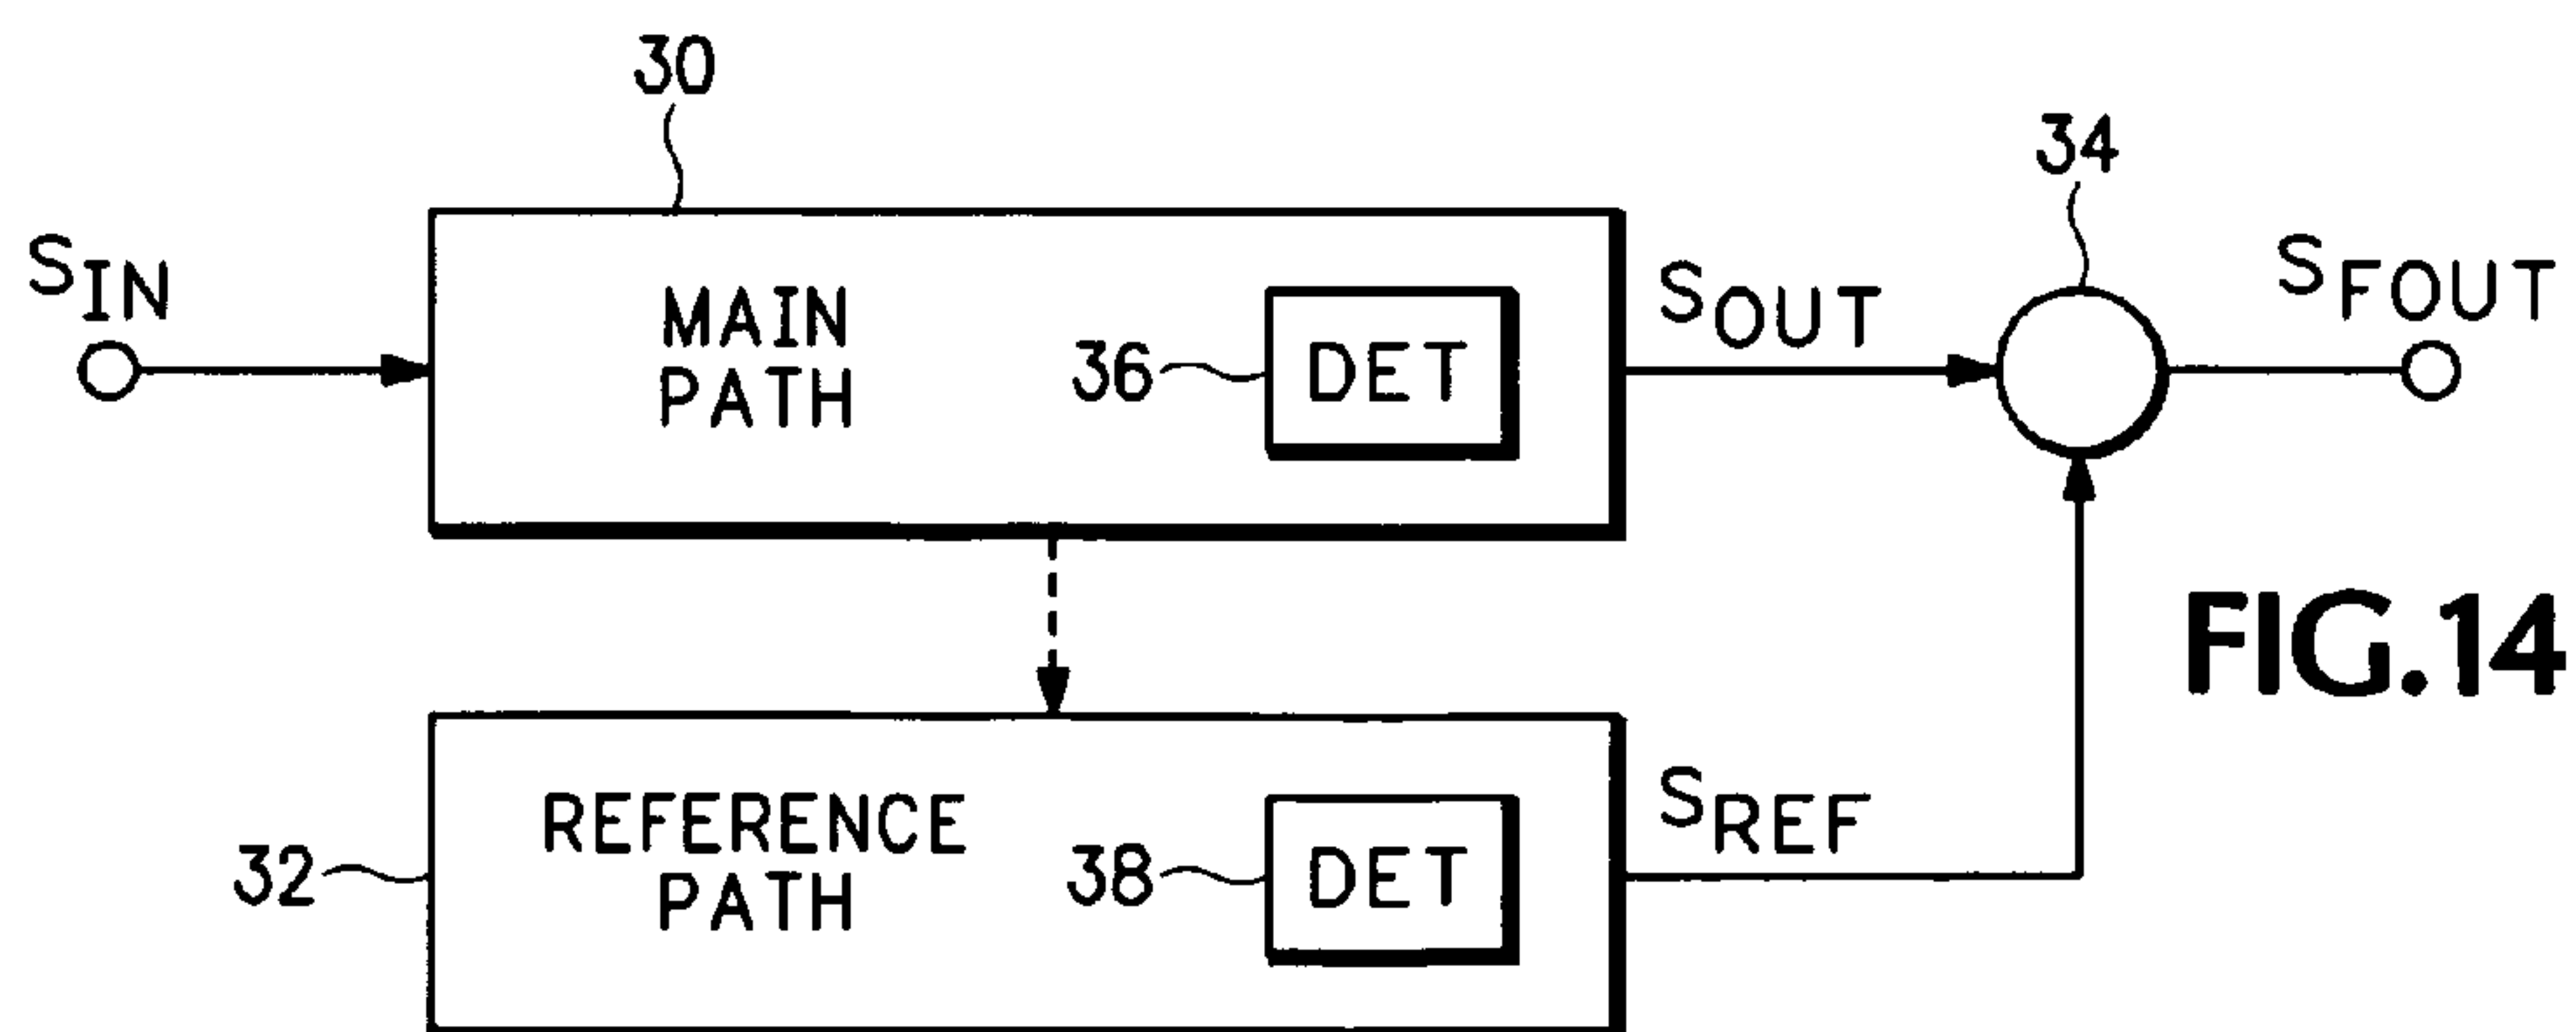 30
34
SIN
SOUT
SFOUT
MAIN
PATH
36
DET
FIG.14
SREF
REFERENCE
PATH
32
38
DET